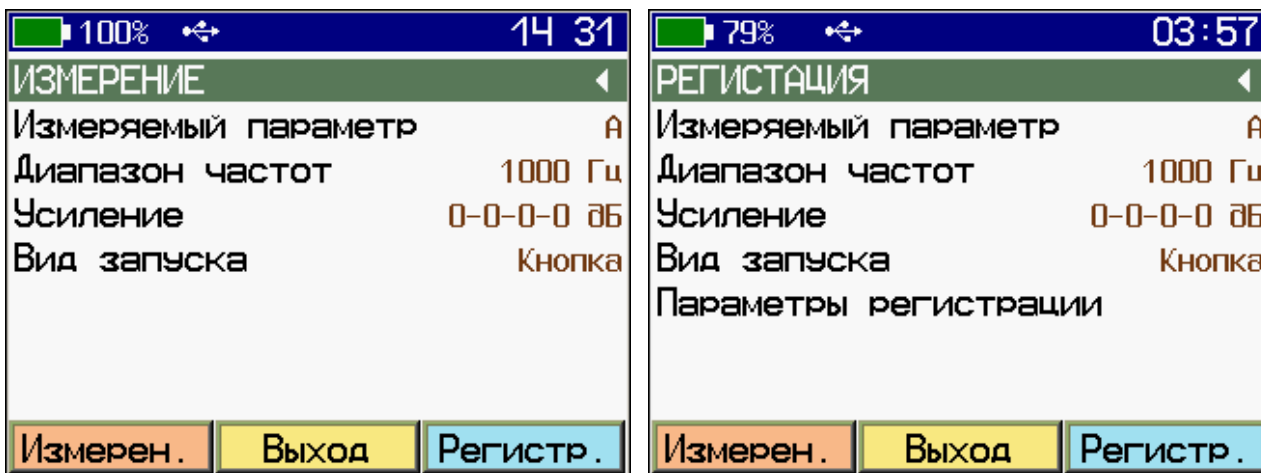 100% 14 31
ИЗМЕРЕНИЕ
Измеряемый параметр А
Диапазон частот 1000 Гц
Усиление 0-0-0-0 дБ
Вид запуска Кнопка
Измерен. Выход Регистр.
79% 03:57
РЕГИСТАЦИЯ
Измеряемый параметр А
Диапазон частот 1000 Гц
Усиление 0-0-0-0 дБ
Вид запуска Кнопка
Параметры регистрации
Измерен. Выход Регистр.